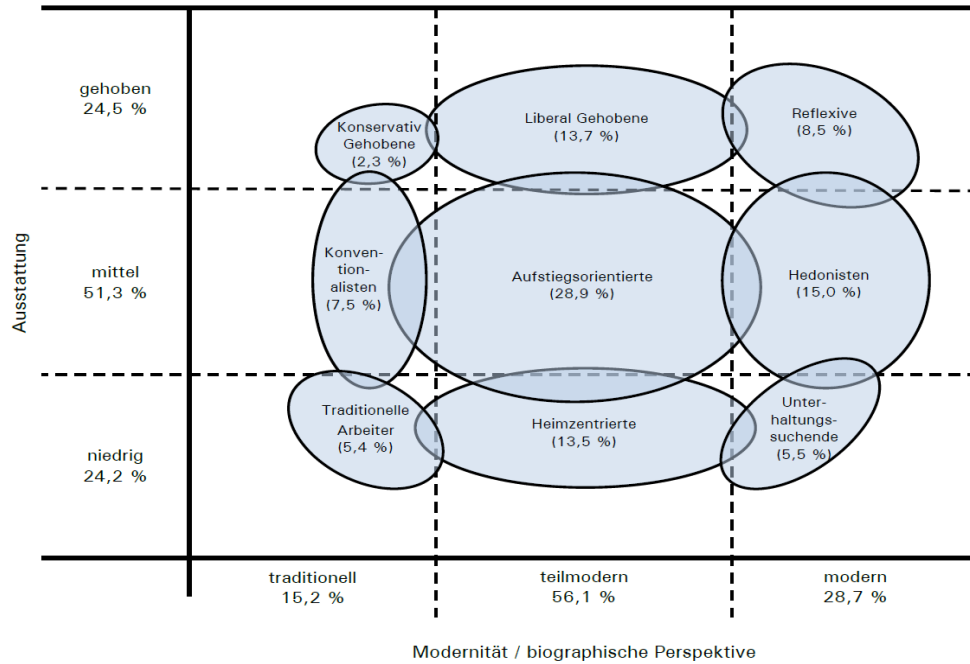 gehoben
24,5 %
Konservativ
Gehobene
(2,3 %)
Liberal Gehobene
(13,7 %)
Reflexive
(8,5 %)
Ausstattung
mittel
51,3 %
Konven-
tion-
alisten
(7,5 %)
Aufstiegsorientierte
(28,9 %)
Hedonisten
(15,0 %)
niedrig
24,2 %
Traditionelle
Arbeiter
(5,4 %)
Heimzentrierte
(13,5 %)
Unter-
haltungs-
suchende
(5,5 %)
traditionell
15,2 %
teilmodern
56,1 %
modern
28,7 %
Modernität / biographische Perspektive